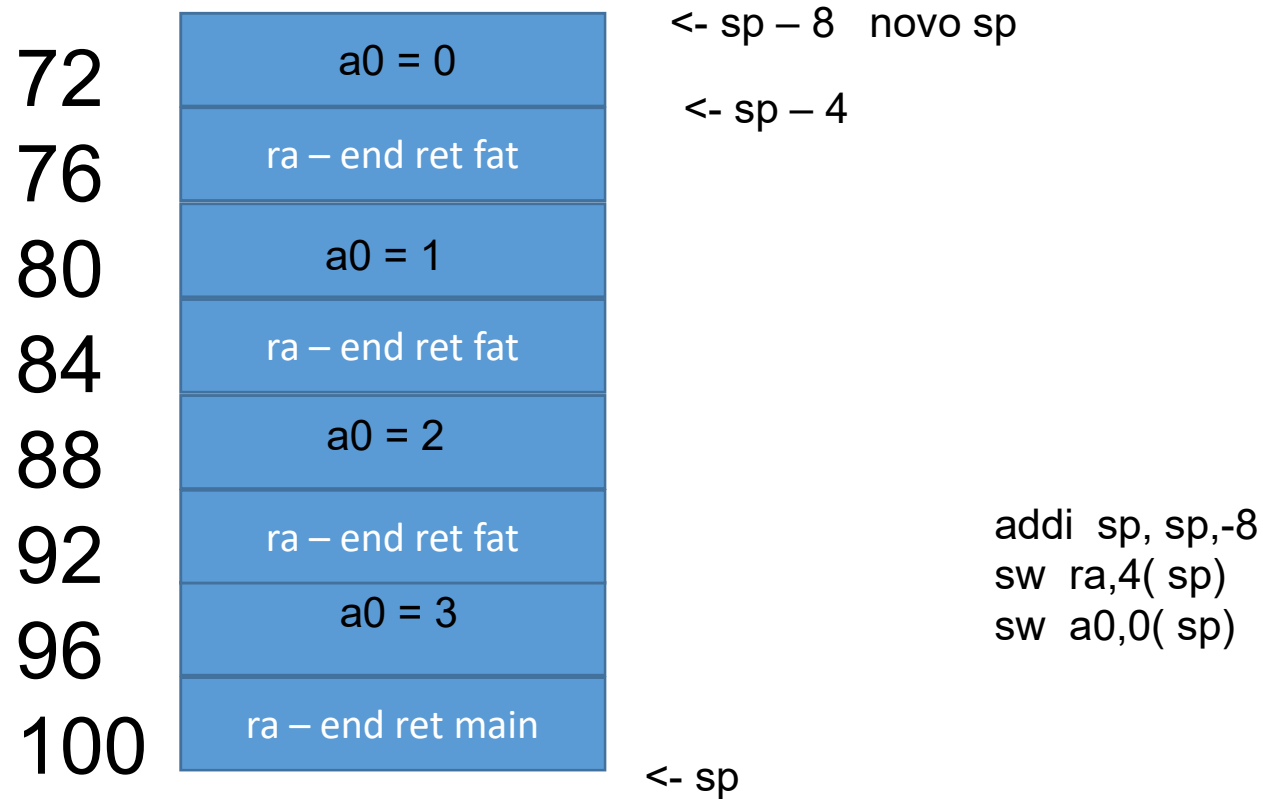 <- sp – 8 novo sp
72
a0 = 0
<- sp – 4
76
ra – end ret fat
80
a0 = 1
84
ra – end ret fat
88
a0 = 2
92
ra – end ret fat
96
a0 = 3
100
ra – end ret main
<- sp
addi sp, sp,-8
sw ra,4( sp)
sw a0,0( sp)